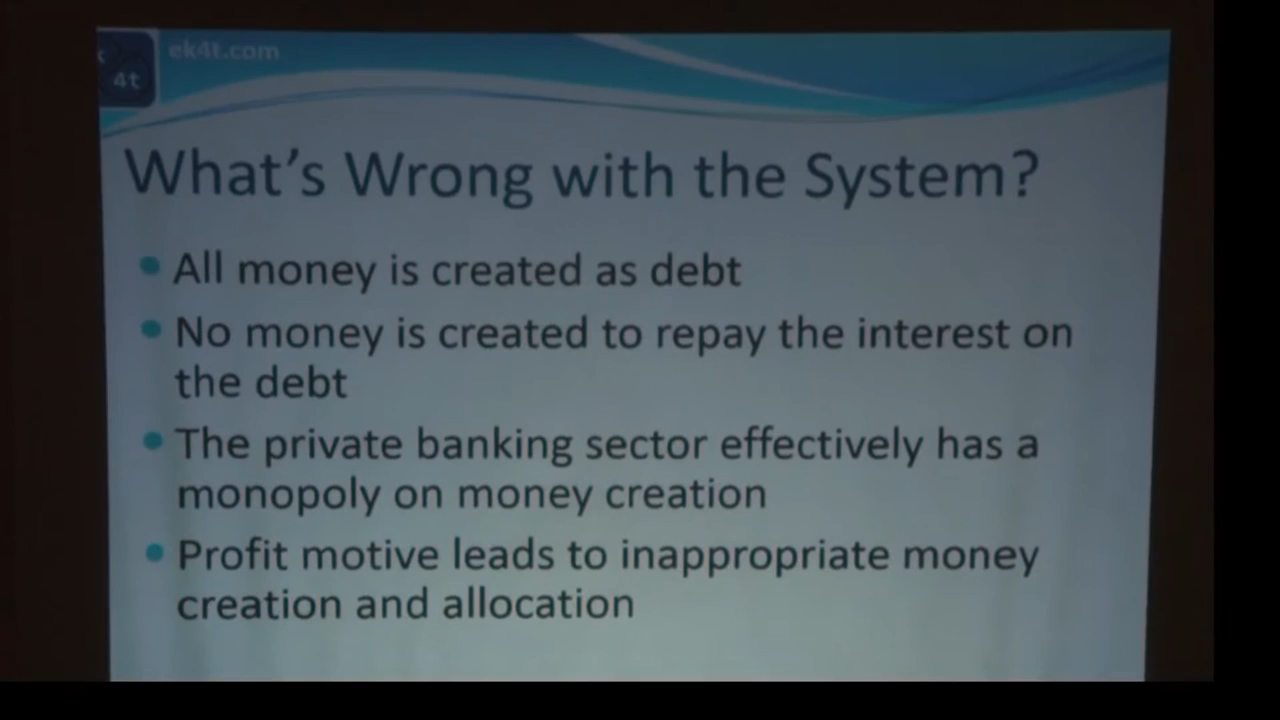 ek4t.com
4t
What's Wrong with the System?
All money is created as debt
No money is created to repay the interest on
the debt
The private banking sector effectively has a
monopoly on money creation
Profit motive leads to inappropriate money
creation and allocation